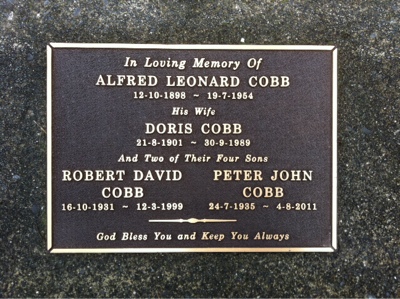 In Loving Memory Of
ALFRED LEONARD COBB
12-10-1898 ~ 19-7-1954
His Wife
DORIS COBB
21-8-1901 ~ 30-9-1989
And Two of Their Four Sons
ROBERT DAVID
COBB
16-10-1931 ~ 12-3-1999
PETER JOHN
COBB
24-7-1935 ~ 4-8-2011
God Bless You and Keep You Always